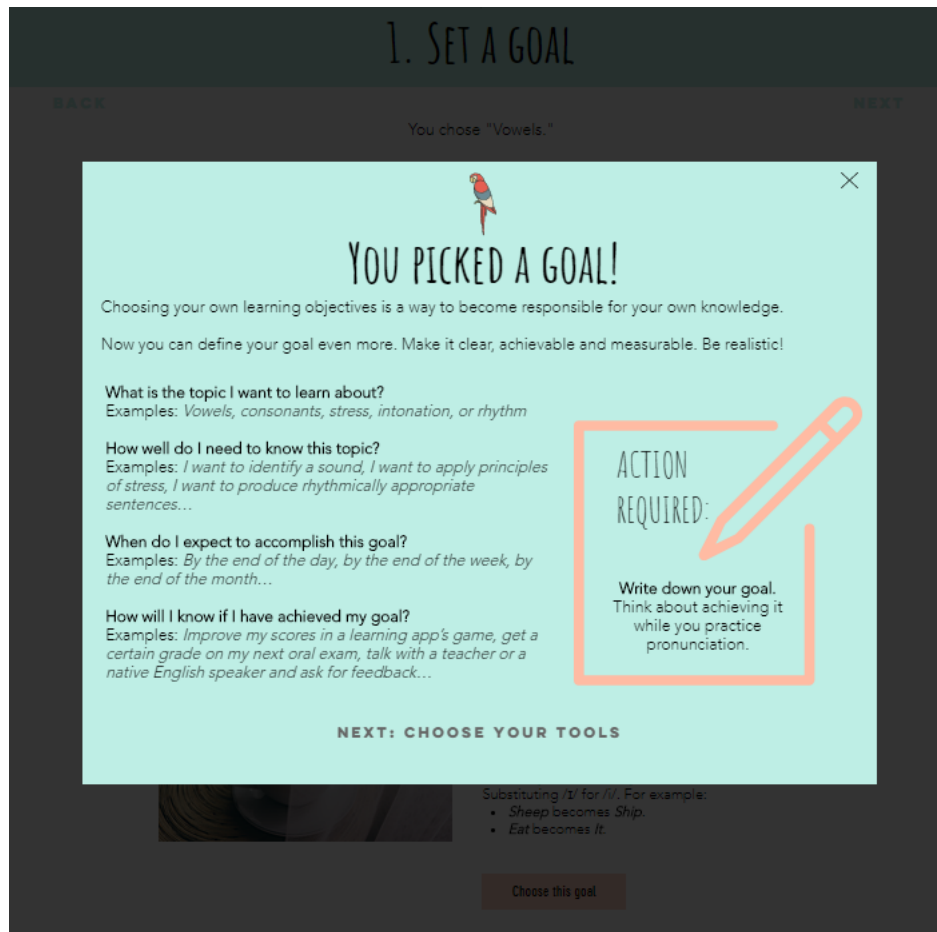 1. Set a goal
BACK
NEXT
You chose "Vowels."
You picked a goal!
Choosing your own learning objectives is a way to become responsible for your own knowledge.
Now you can define your goal even more. Make it clear, achievable and measurable. Be realistic!
What is the topic I want to learn about?
Examples: Vowels, consonants, stress, intonation, or rhythm
How well do I need to know this topic?
Examples: I want to identify a sound, I want to apply principles
of stress, I want to produce rhythmically appropriate
sentences...
When do I expect to accomplish this goal?
Examples: By the end of the day, by the end of the week, by
the end of the month...
How will I know if I have achieved my goal?
Examples: Improve my scores in a learning app's game, get a
certain grade on my next oral exam, talk with a teacher or a
native English speaker and ask for feedback...
ACTION
REQUIRED:
Write down your goal.
Think about achieving it
while you practice
pronunciation.
NEXT: CHOOSE YOUR TOOLS
Substituting /ɪ/ for /i/. For example:
• Sheep becomes Ship.
• Eat becomes It.
Choose this goal